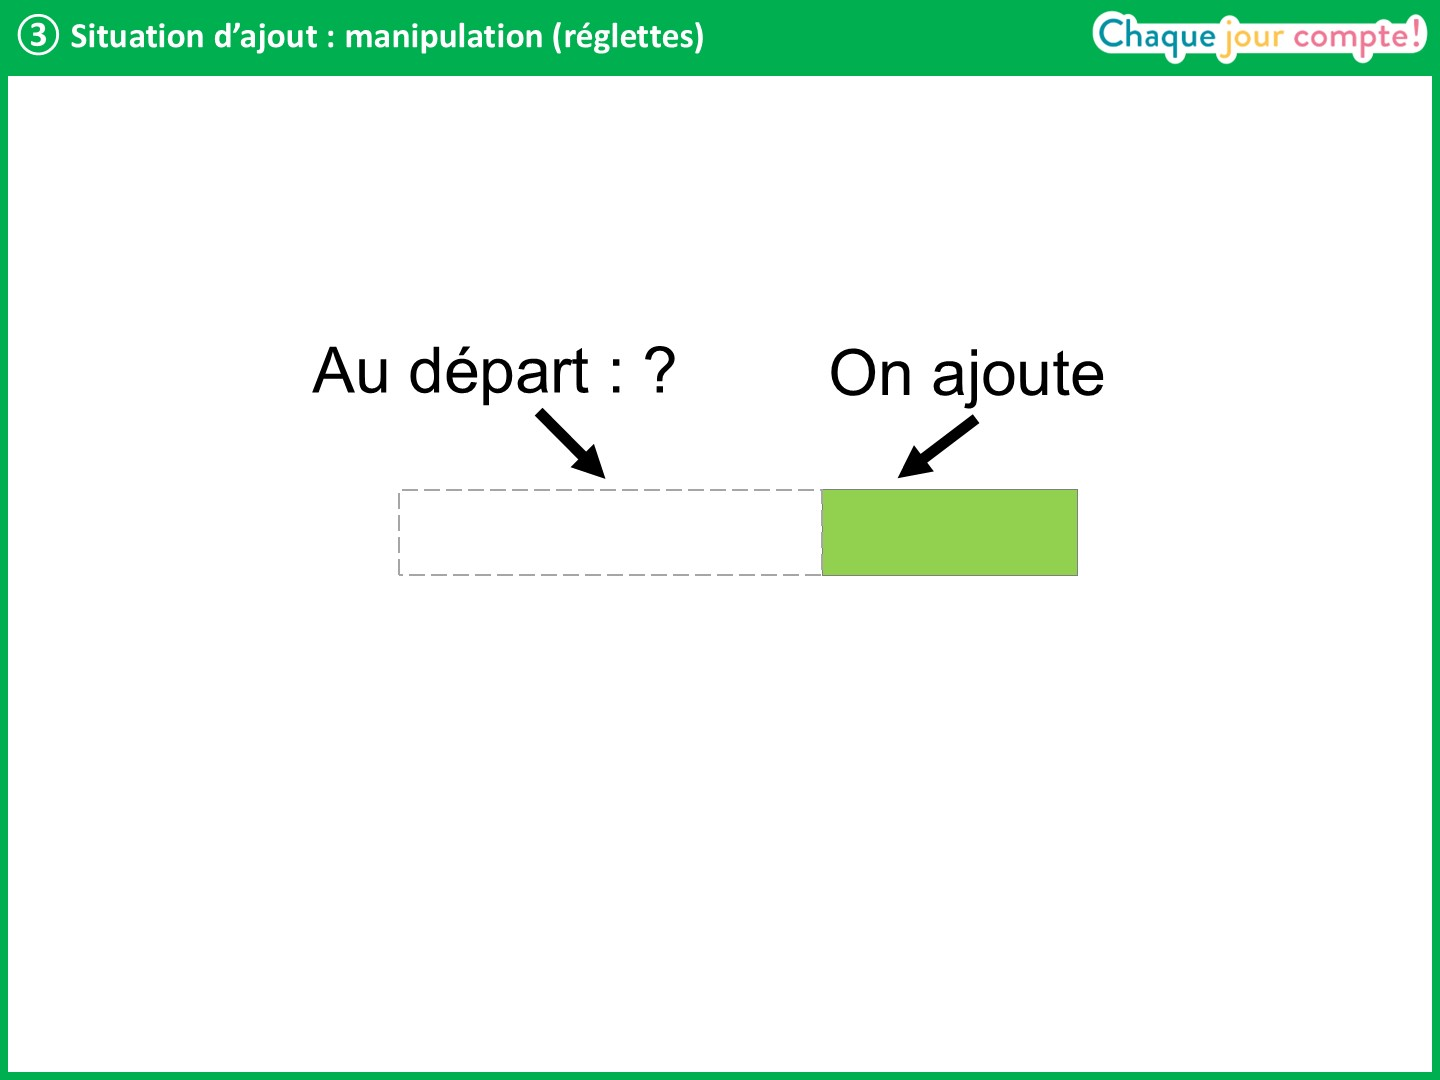 ③ Situation d’ajout : manipulation (réglettes)
Chaque jour compte!
Au départ : ?
On ajoute